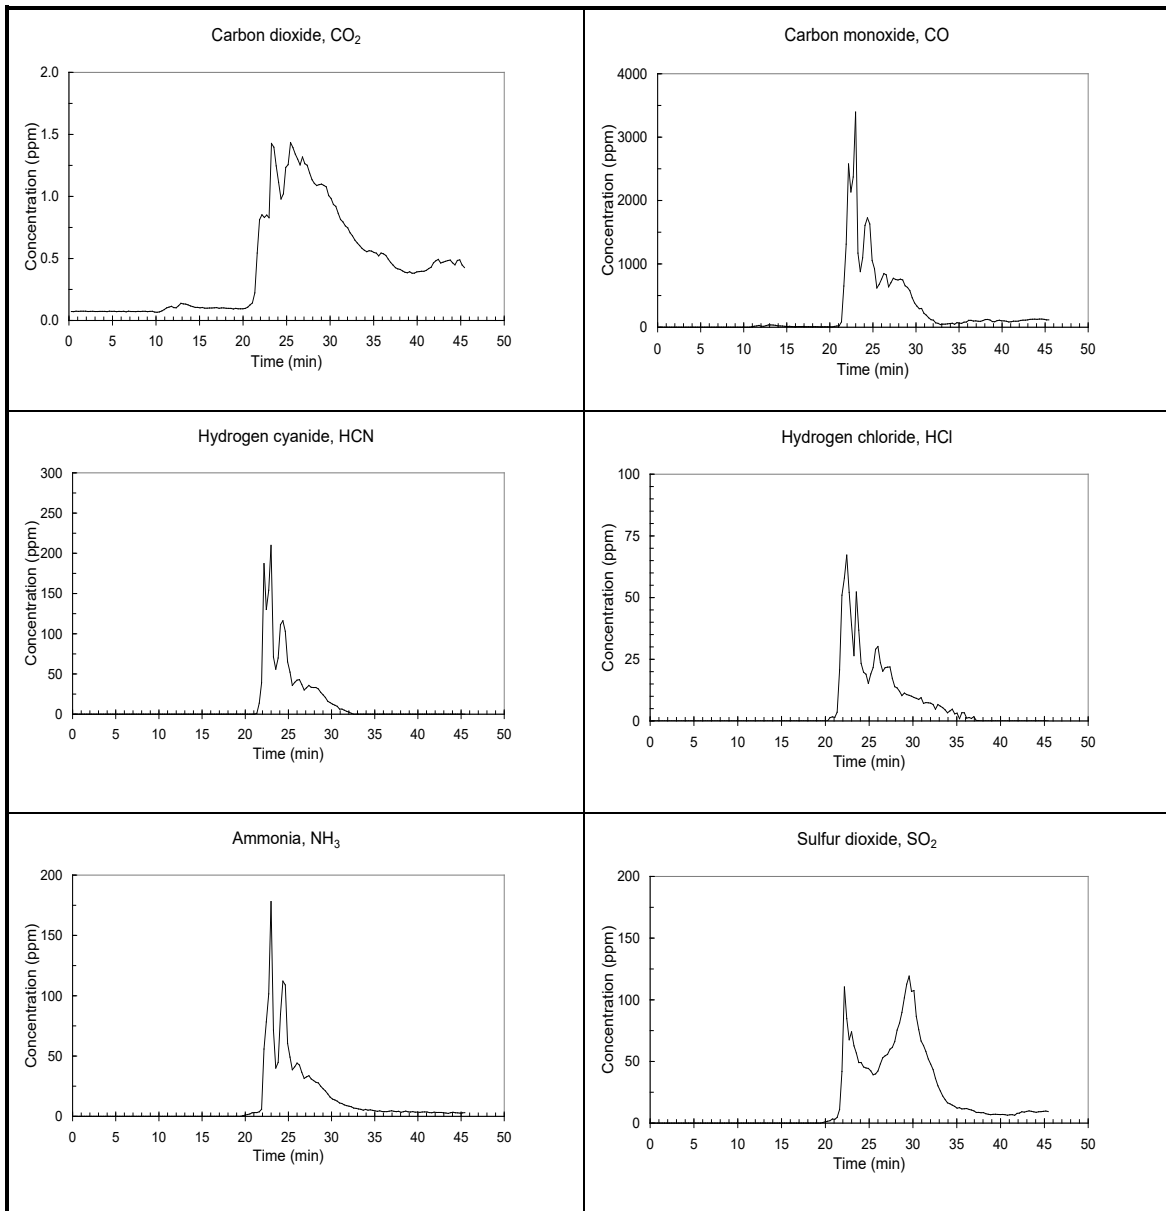 Carbon dioxide, CO2
Concentration (ppm)
2.0
1.5
1.0
0.5
0.0
0 5 10 15 20 25 30 35 40 45 50
Time (min)
Carbon monoxide, CO
Concentration (ppm)
4000
3000
2000
1000
0
0 5 10 15 20 25 30 35 40 45 50
Time (min)
Hydrogen cyanide, HCN
Concentration (ppm)
300
250
200
150
100
50
0
0 5 10 15 20 25 30 35 40 45 50
Time (min)
Hydrogen chloride, HCl
Concentration (ppm)
100
75
50
25
0
0 5 10 15 20 25 30 35 40 45 50
Time (min)
Ammonia, NH3
Concentration (ppm)
200
150
100
50
0
0 5 10 15 20 25 30 35 40 45 50
Time (min)
Sulfur dioxide, SO2
Concentration (ppm)
200
150
100
50
0
0 5 10 15 20 25 30 35 40 45 50
Time (min)